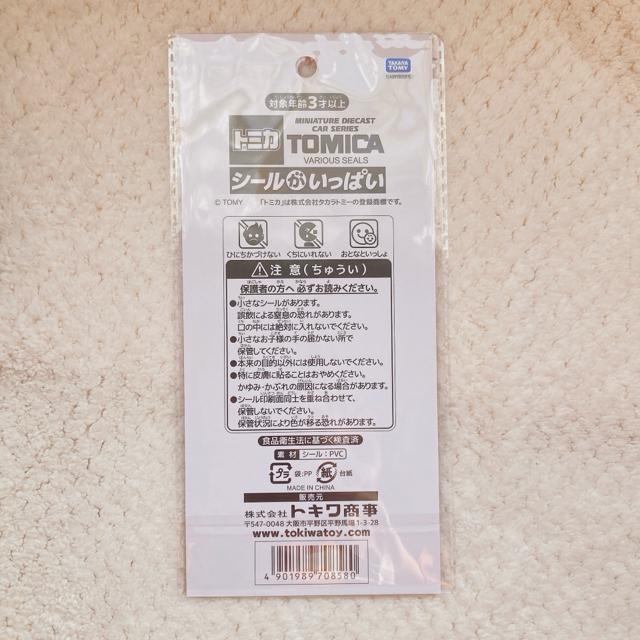 TAKARA TOMY
対象年齢3才以上
MINIATURE DIECAST
CAR SERIES
トミカ TOMICA
VARIOUS SEALS
シールがいっぱい
© TOMY 「トミカ」は株式会社タカラトミーの登録商標です。
ひにちかづけない くちにいれない おとなといっしょ
注意(ちゅうい)
保護者の方へ 必ずお読みください。
●小さなシールがあります。
誤飲による窒息の恐れがあります。
口の中には絶対に入れないでください。
●小さなお子様の手の届かない所で
保管してください。
●本来の目的以外には使用しないでください。
●特に皮膚に貼ることはおやめください。
かゆみ・かぶれの原因になる場合があります。
●シール印刷面同士を重ね合わせて、
保管しないでください。
保管状況により色が移る恐れがあります。
食品衛生法に基づく検査済
素材 シール:PVC
プラ 袋:PP 紙 台紙
MADE IN CHINA
販売元
株式会社 トキワ商事
〒547-0048 大阪市平野区平野馬場1-3-28
www.tokiwatoy.com
4 901989 708580